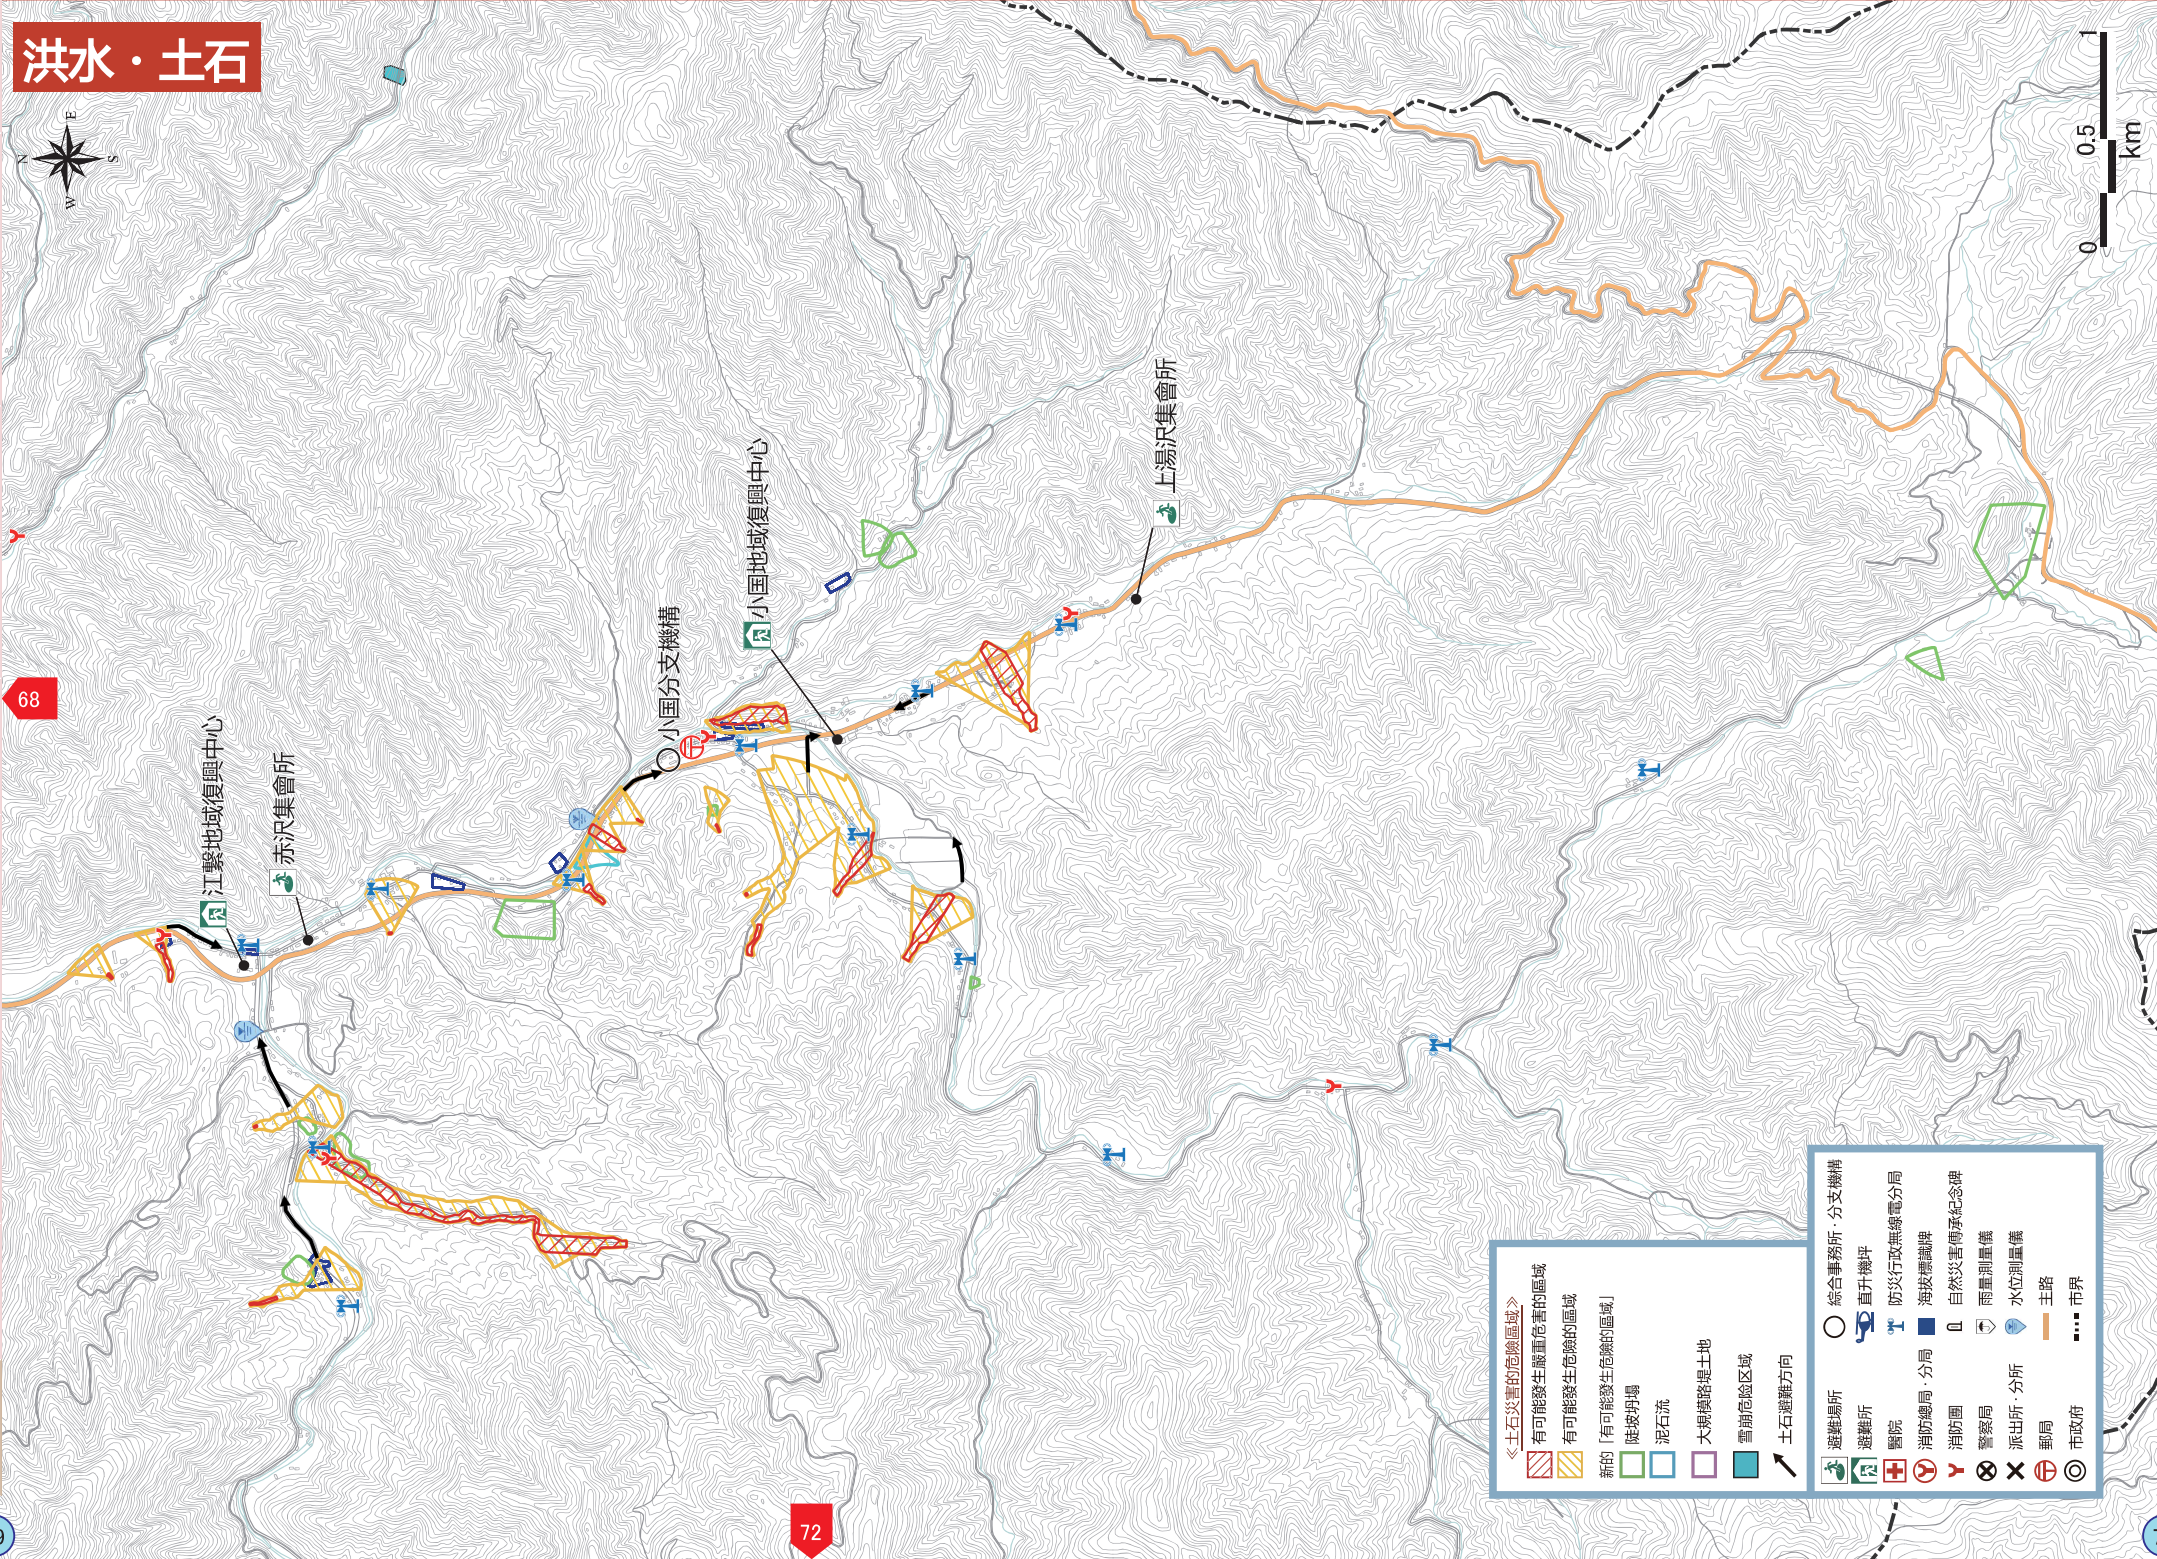 洪水・土石
N
E
S
W
68
72
江繫地域復興中心
赤沢集會所
小国分支機構
小国地域復興中心
上湯沢集會所
0
0.5
1
km
≪土石災害的危險區域≫
有可能發生嚴重危害的區域
有可能發生危險的區域
新的「有可能發生危險的區域」
陡坡坍塌
泥石流
大規模路堤土地
雪崩危险区域
土石避難方向
避難場所
避難所
醫院
消防總局・分局
消防團
警察局
派出所・分所
郵局
市政府
綜合事務所・分支機構
直升機坪
防災行政無線電分局
海拔標識牌
自然災害傳承紀念碑
雨量測量儀
水位測量儀
主路
市界